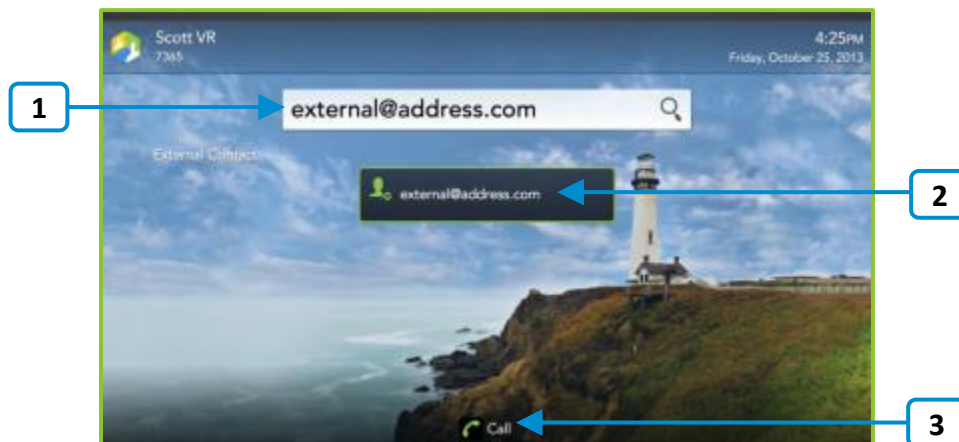 Scott VR
7365
4:25PM
Friday, October 25, 2013
1
external@address.com
External Contact
external@address.com
2
Call
3